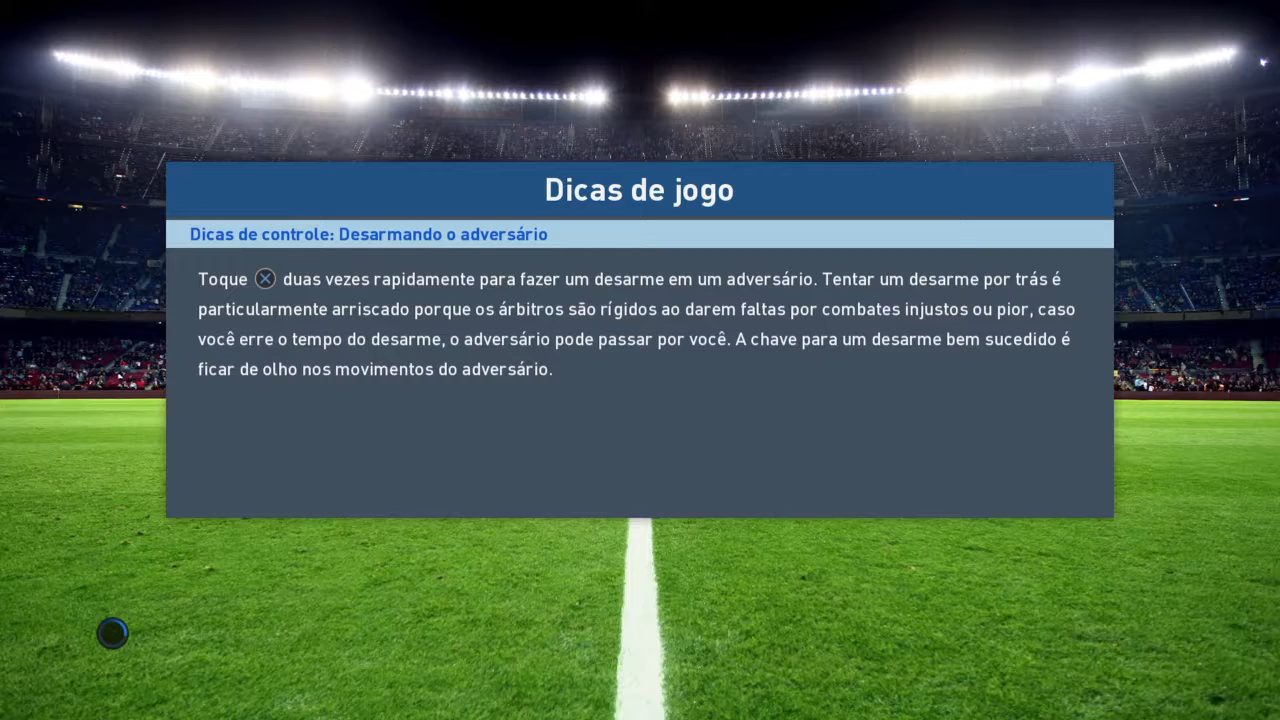 Dicas de jogo
Dicas de controle: Desarmando o adversário
Toque duas vezes rapidamente para fazer um desarme em um adversário. Tentar um desarme por trás é
particularmente arriscado porque os árbitros são rígidos ao darem faltas por combates injustos ou pior, caso
você erre o tempo do desarme, o adversário pode passar por você. A chave para um desarme bem sucedido é
ficar de olho nos movimentos do adversário.